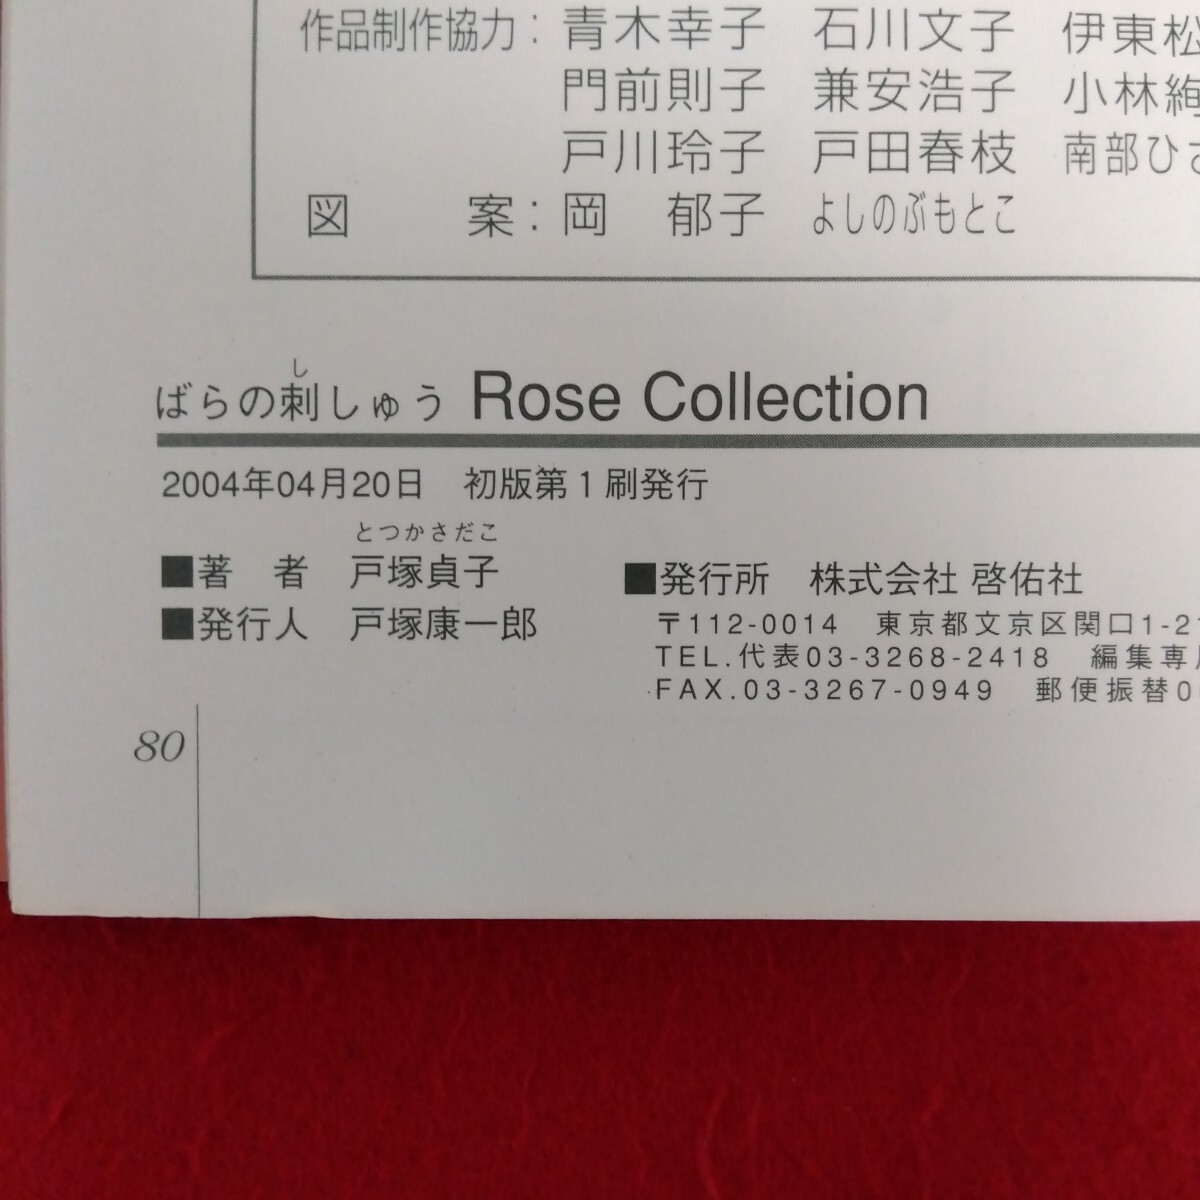 作品制作協力：青木幸子　石川文子　伊東松
門前則子　兼安浩子　小林絢
戸川玲子　戸田春枝　南部ひさ
図　案：岡　郁子　よしのぶもとこ
し
ばらの刺しゅう Rose Collection
2004年04月20日　初版第1刷発行
とつかさだこ
■著　者　戸塚貞子
■発行人　戸塚康一郎
■発行所　株式会社 啓佑社
〒112-0014　東京都文京区関口1-21
TEL.代表03-3268-2418　編集専
FAX.03-3267-0949　郵便振替00
80